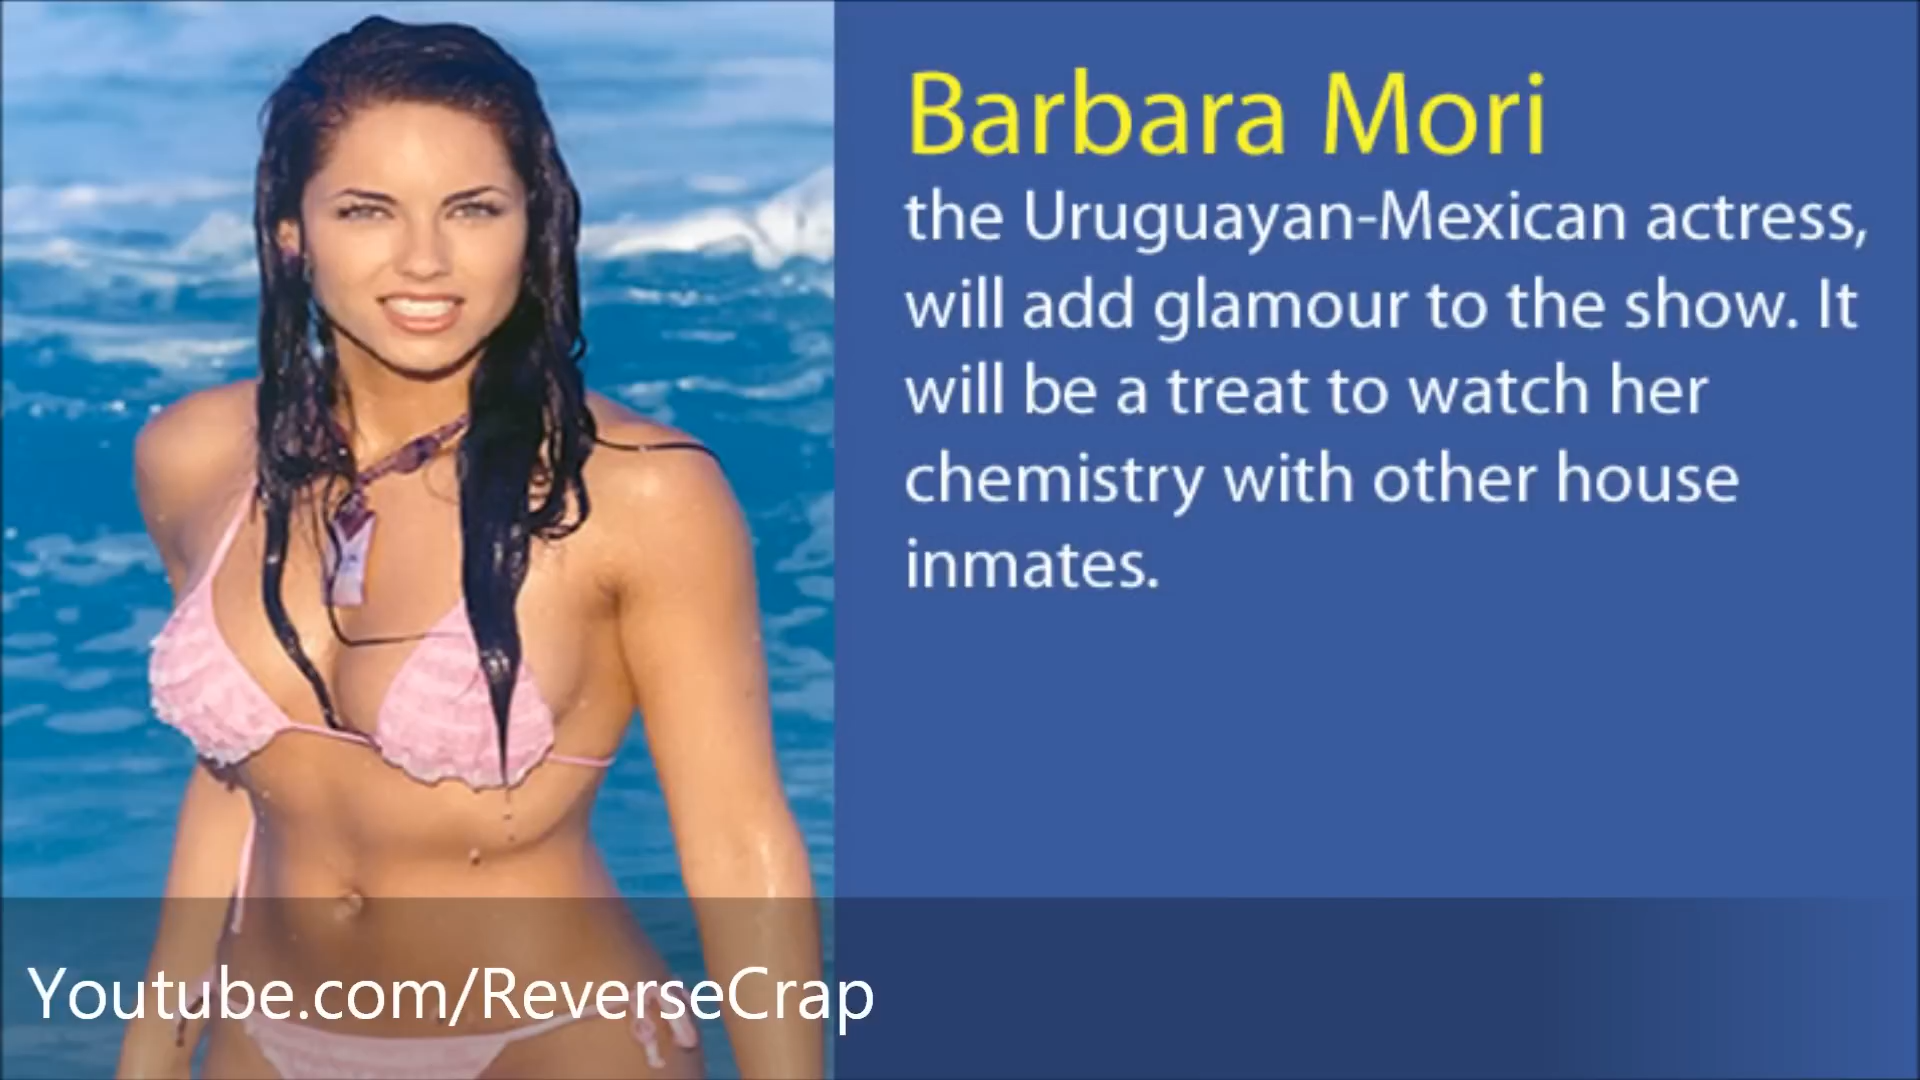 Barbara Mori
the Uruguayan-Mexican actress,
will add glamour to the show. It
will be a treat to watch her
chemistry with other house
inmates.
Youtube.com/ReverseCrap